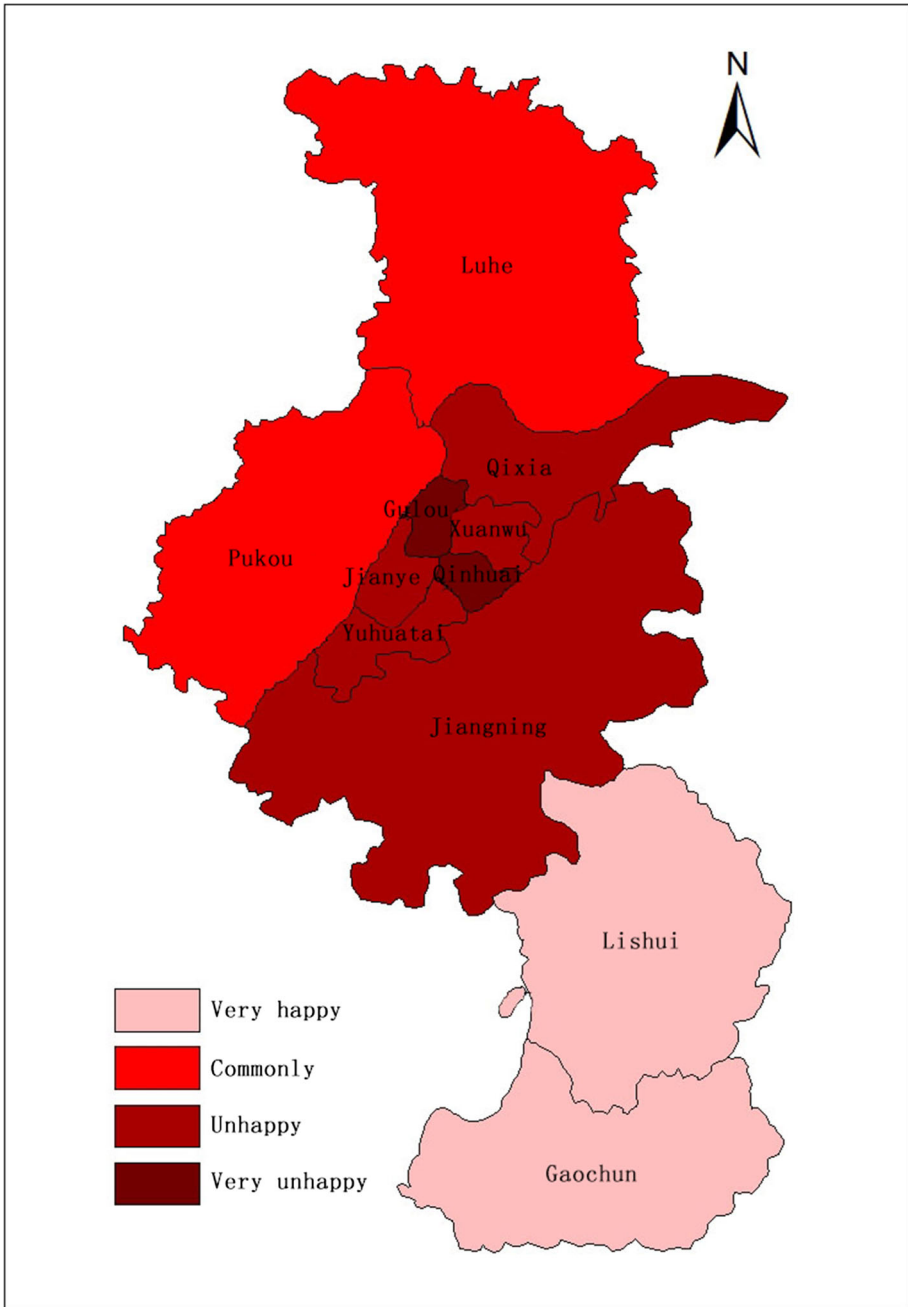 N
Luhe
Qixia
Gulou
Xuanwu
Pukou
Jianye
Qinhuai
Yuhuatai
Jiangning
Lishui
Very happy
Commonly
Unhappy
Very unhappy
Gaochun